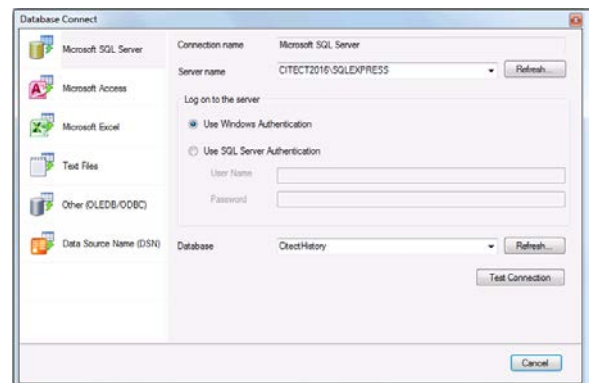 Database Connect
Microsoft SQL Server
Microsoft Access
Microsoft Excel
Text Files
Other (OLEDB/ODBC)
Data Source Name (DSN)
Connection name Microsoft SQL Server
Server name CITECT2016\SQLEXPRESS Refresh...
Log on to the server
Use Windows Authentication
Use SQL Server Authentication
User Name
Password
Database CitectHistory Refresh...
Test Connection
Cancel